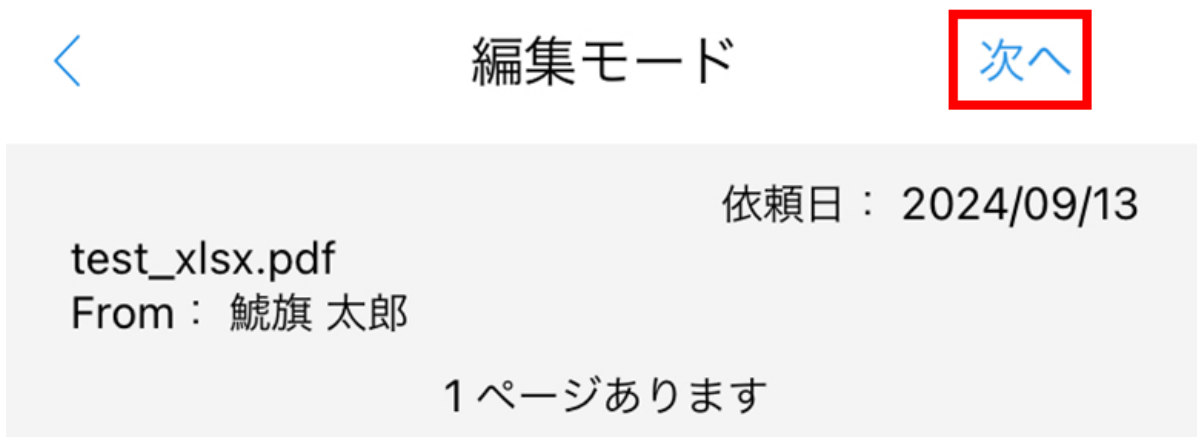 編集モード 次へ
依頼日： 2024/09/13
test_xlsx.pdf
From： 鯱旗 太郎
1 ページあります